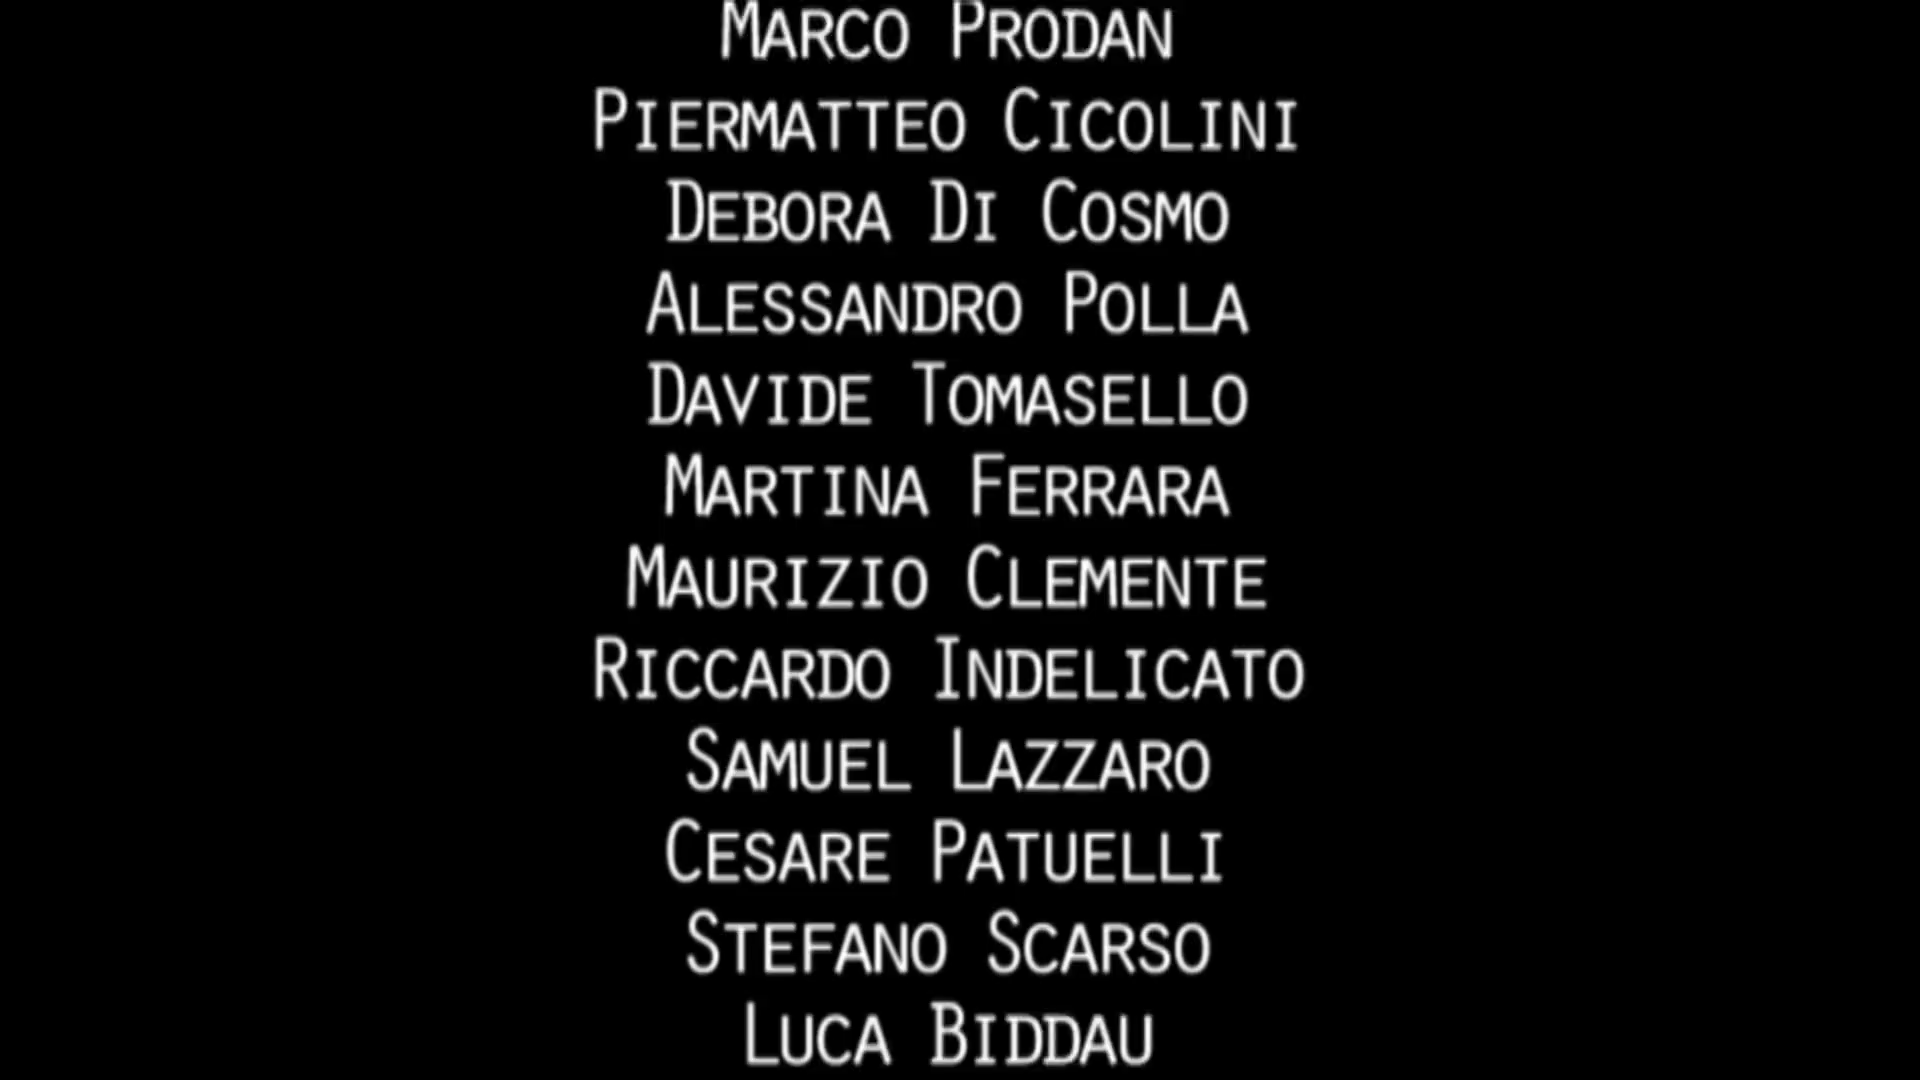 Marco Prodan
Piermatteo Cicolini
Debora Di Cosmo
Alessandro Polla
Davide Tomasello
Martina Ferrara
Maurizio Clemente
Riccardo Indelicato
Samuel Lazzaro
Cesare Patuelli
Stefano Scarso
Luca Biddau